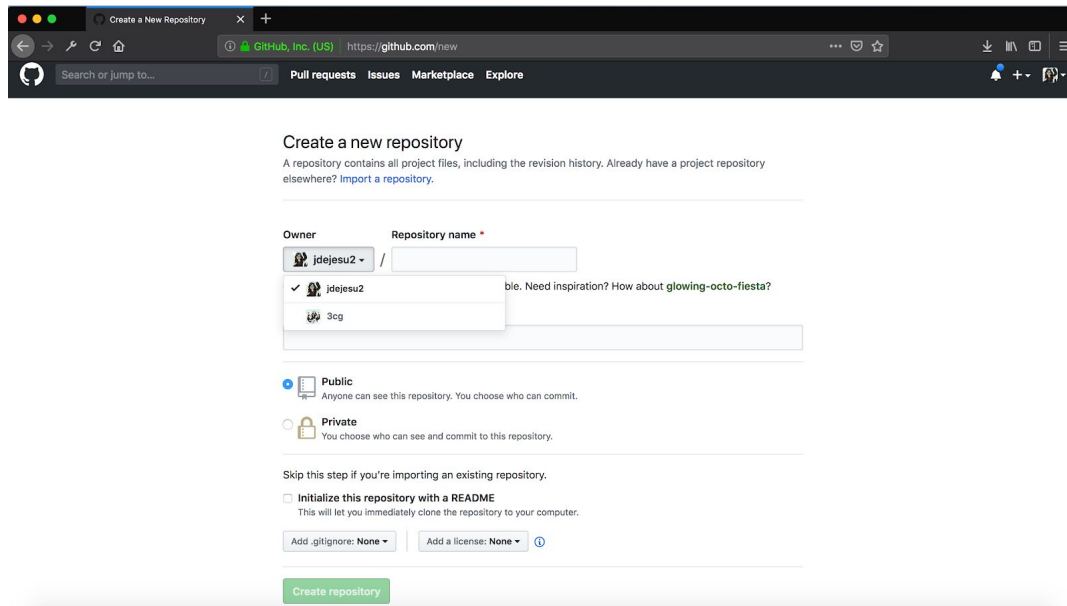 Create a New Repository
GitHub, Inc. (US) https://github.com/new
Search or jump to... /
Pull requests Issues Marketplace Explore
Create a new repository
A repository contains all project files, including the revision history. Already have a project repository
elsewhere? Import a repository.
Owner Repository name *
jdejesu2 /
jdejesu2
ble. Need inspiration? How about glowing-octo-fiesta?
3cg
Public
Anyone can see this repository. You choose who can commit.
Private
You choose who can see and commit to this repository.
Skip this step if you're importing an existing repository.
Initialize this repository with a README
This will let you immediately clone the repository to your computer.
Add .gitignore: None Add a license: None
Create repository